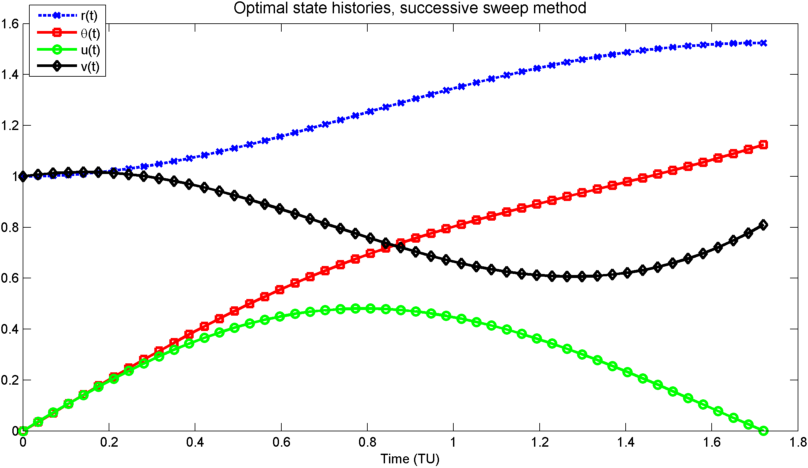 Optimal state histories, successive sweep method
r(t)
θ(t)
u(t)
v(t)
1.6
1.4
1.2
1
0.8
0.6
0.4
0.2
0
0 0.2 0.4 0.6 0.8 1 1.2 1.4 1.6 1.8
Time (TU)